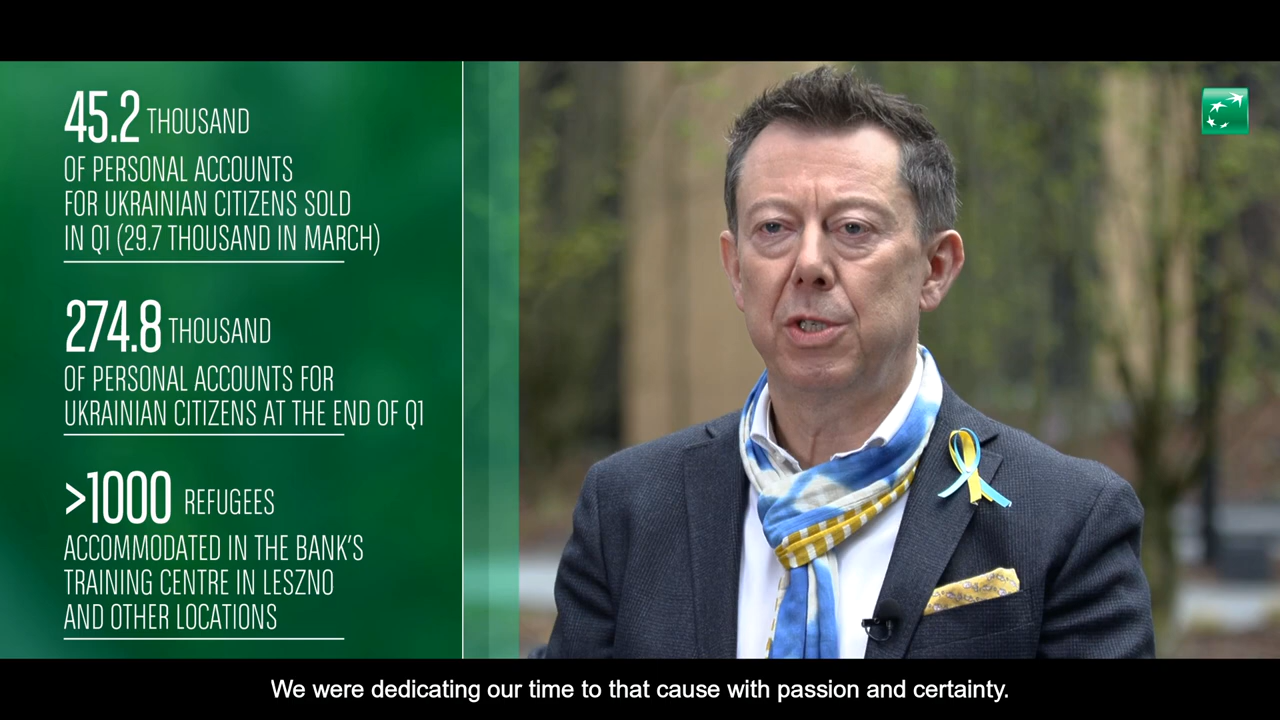 45.2 THOUSAND
OF PERSONAL ACCOUNTS
FOR UKRAINIAN CITIZENS SOLD
IN Q1 (29.7 THOUSAND IN MARCH)
274.8 THOUSAND
OF PERSONAL ACCOUNTS FOR
UKRAINIAN CITIZENS AT THE END OF Q1
>1000 REFUGEES
ACCOMMODATED IN THE BANK'S
TRAINING CENTRE IN LESZNO
AND OTHER LOCATIONS
We were dedicating our time to that cause with passion and certainty.